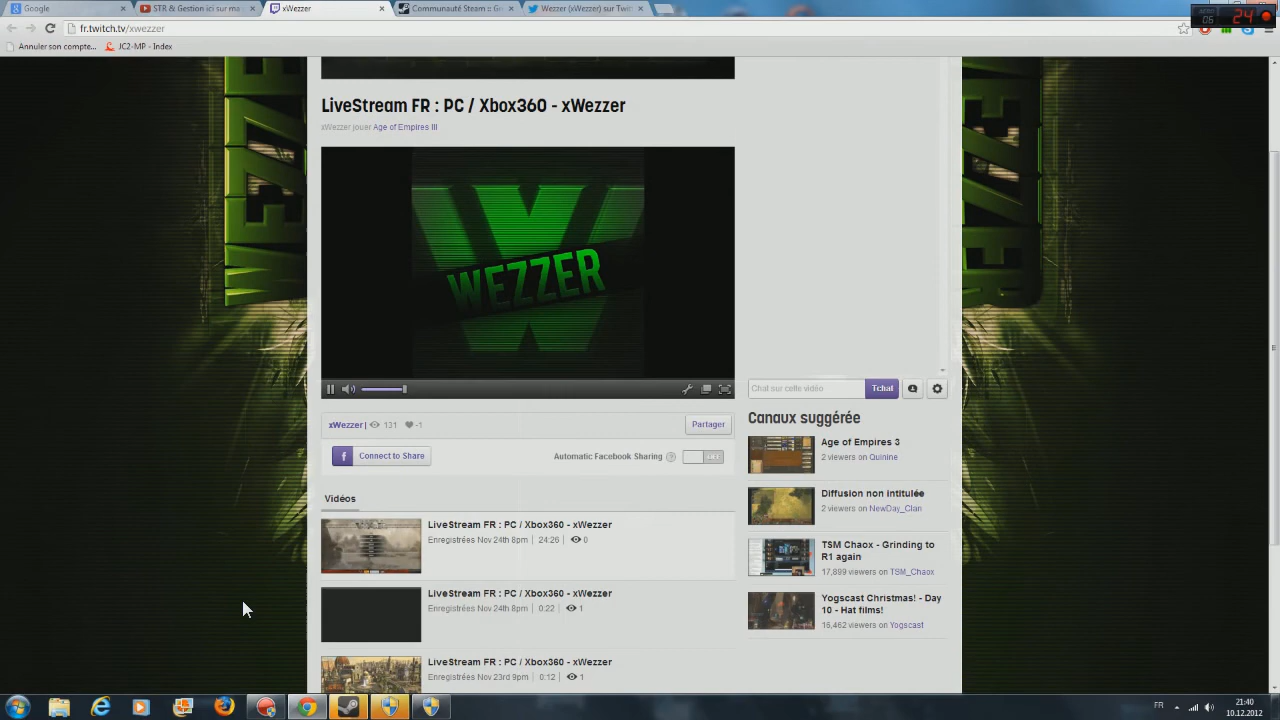 Google
STR & Gestion ici sur ma c
xWezzer
Communauté Steam :: Gr
Wezzer (xWezzer) sur Twitt
05
24
fr.twitch.tv/xwezzer
Annuler son compte...
JC2-MP - Index
LiveStream FR : PC / Xbox360 - xWezzer
xWezzer jouer Age of Empires III
WEZZER
Chat sur cette vidéo
Tchat
Canaux suggérée
xWezzer | 131 -1
Partager
Connect to Share
Automatic Facebook Sharing
OFF
Age of Empires 3
2 viewers on Quinine
Diffusion non intitulée
2 viewers on NewDay_Clan
TSM Chaox - Grinding to
R1 again
17,899 viewers on TSM_Chaox
Yogscast Christmas! - Day
10 - Hat films!
16,462 viewers on Yogscast
Vidéos
LiveStream FR : PC / Xbox360 - xWezzer
Enregistrées Nov 24th 8pm | 24:26 | 0
LiveStream FR : PC / Xbox360 - xWezzer
Enregistrées Nov 24th 8pm | 0:22 | 1
LiveStream FR : PC / Xbox360 - xWezzer
Enregistrées Nov 23rd 9pm | 0:12 | 1
FR
21:40
10.12.2012